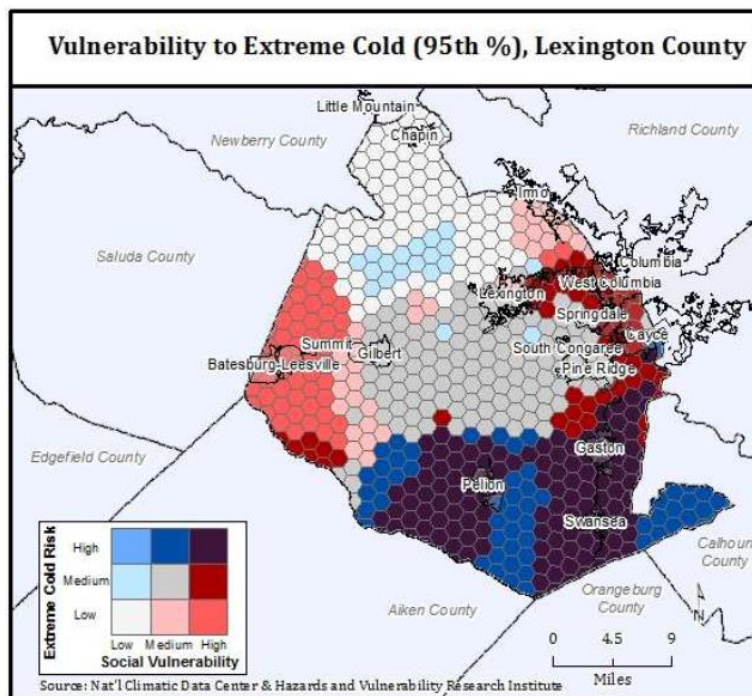 Vulnerability to Extreme Cold (95th %), Lexington County
Little Mountain
Newberry County
Chapin
Richland County
Irmo
Saluda County
Columbia
West Columbia
Lexington
Springdale
Cayce
Summit
South Congaree
Gilbert
Batesburg-Leesville
Pine Ridge
Edgefield County
Gaston
Pelion
Swansea
Calhoun
County
Orangeburg
County
Aiken County
N
Extreme Cold Risk
High
Medium
Low
Low Medium High
Social Vulnerability
0 4.5 9
Miles
Source: Nat'l Climatic Data Center & Hazards and Vulnerability Research Institute